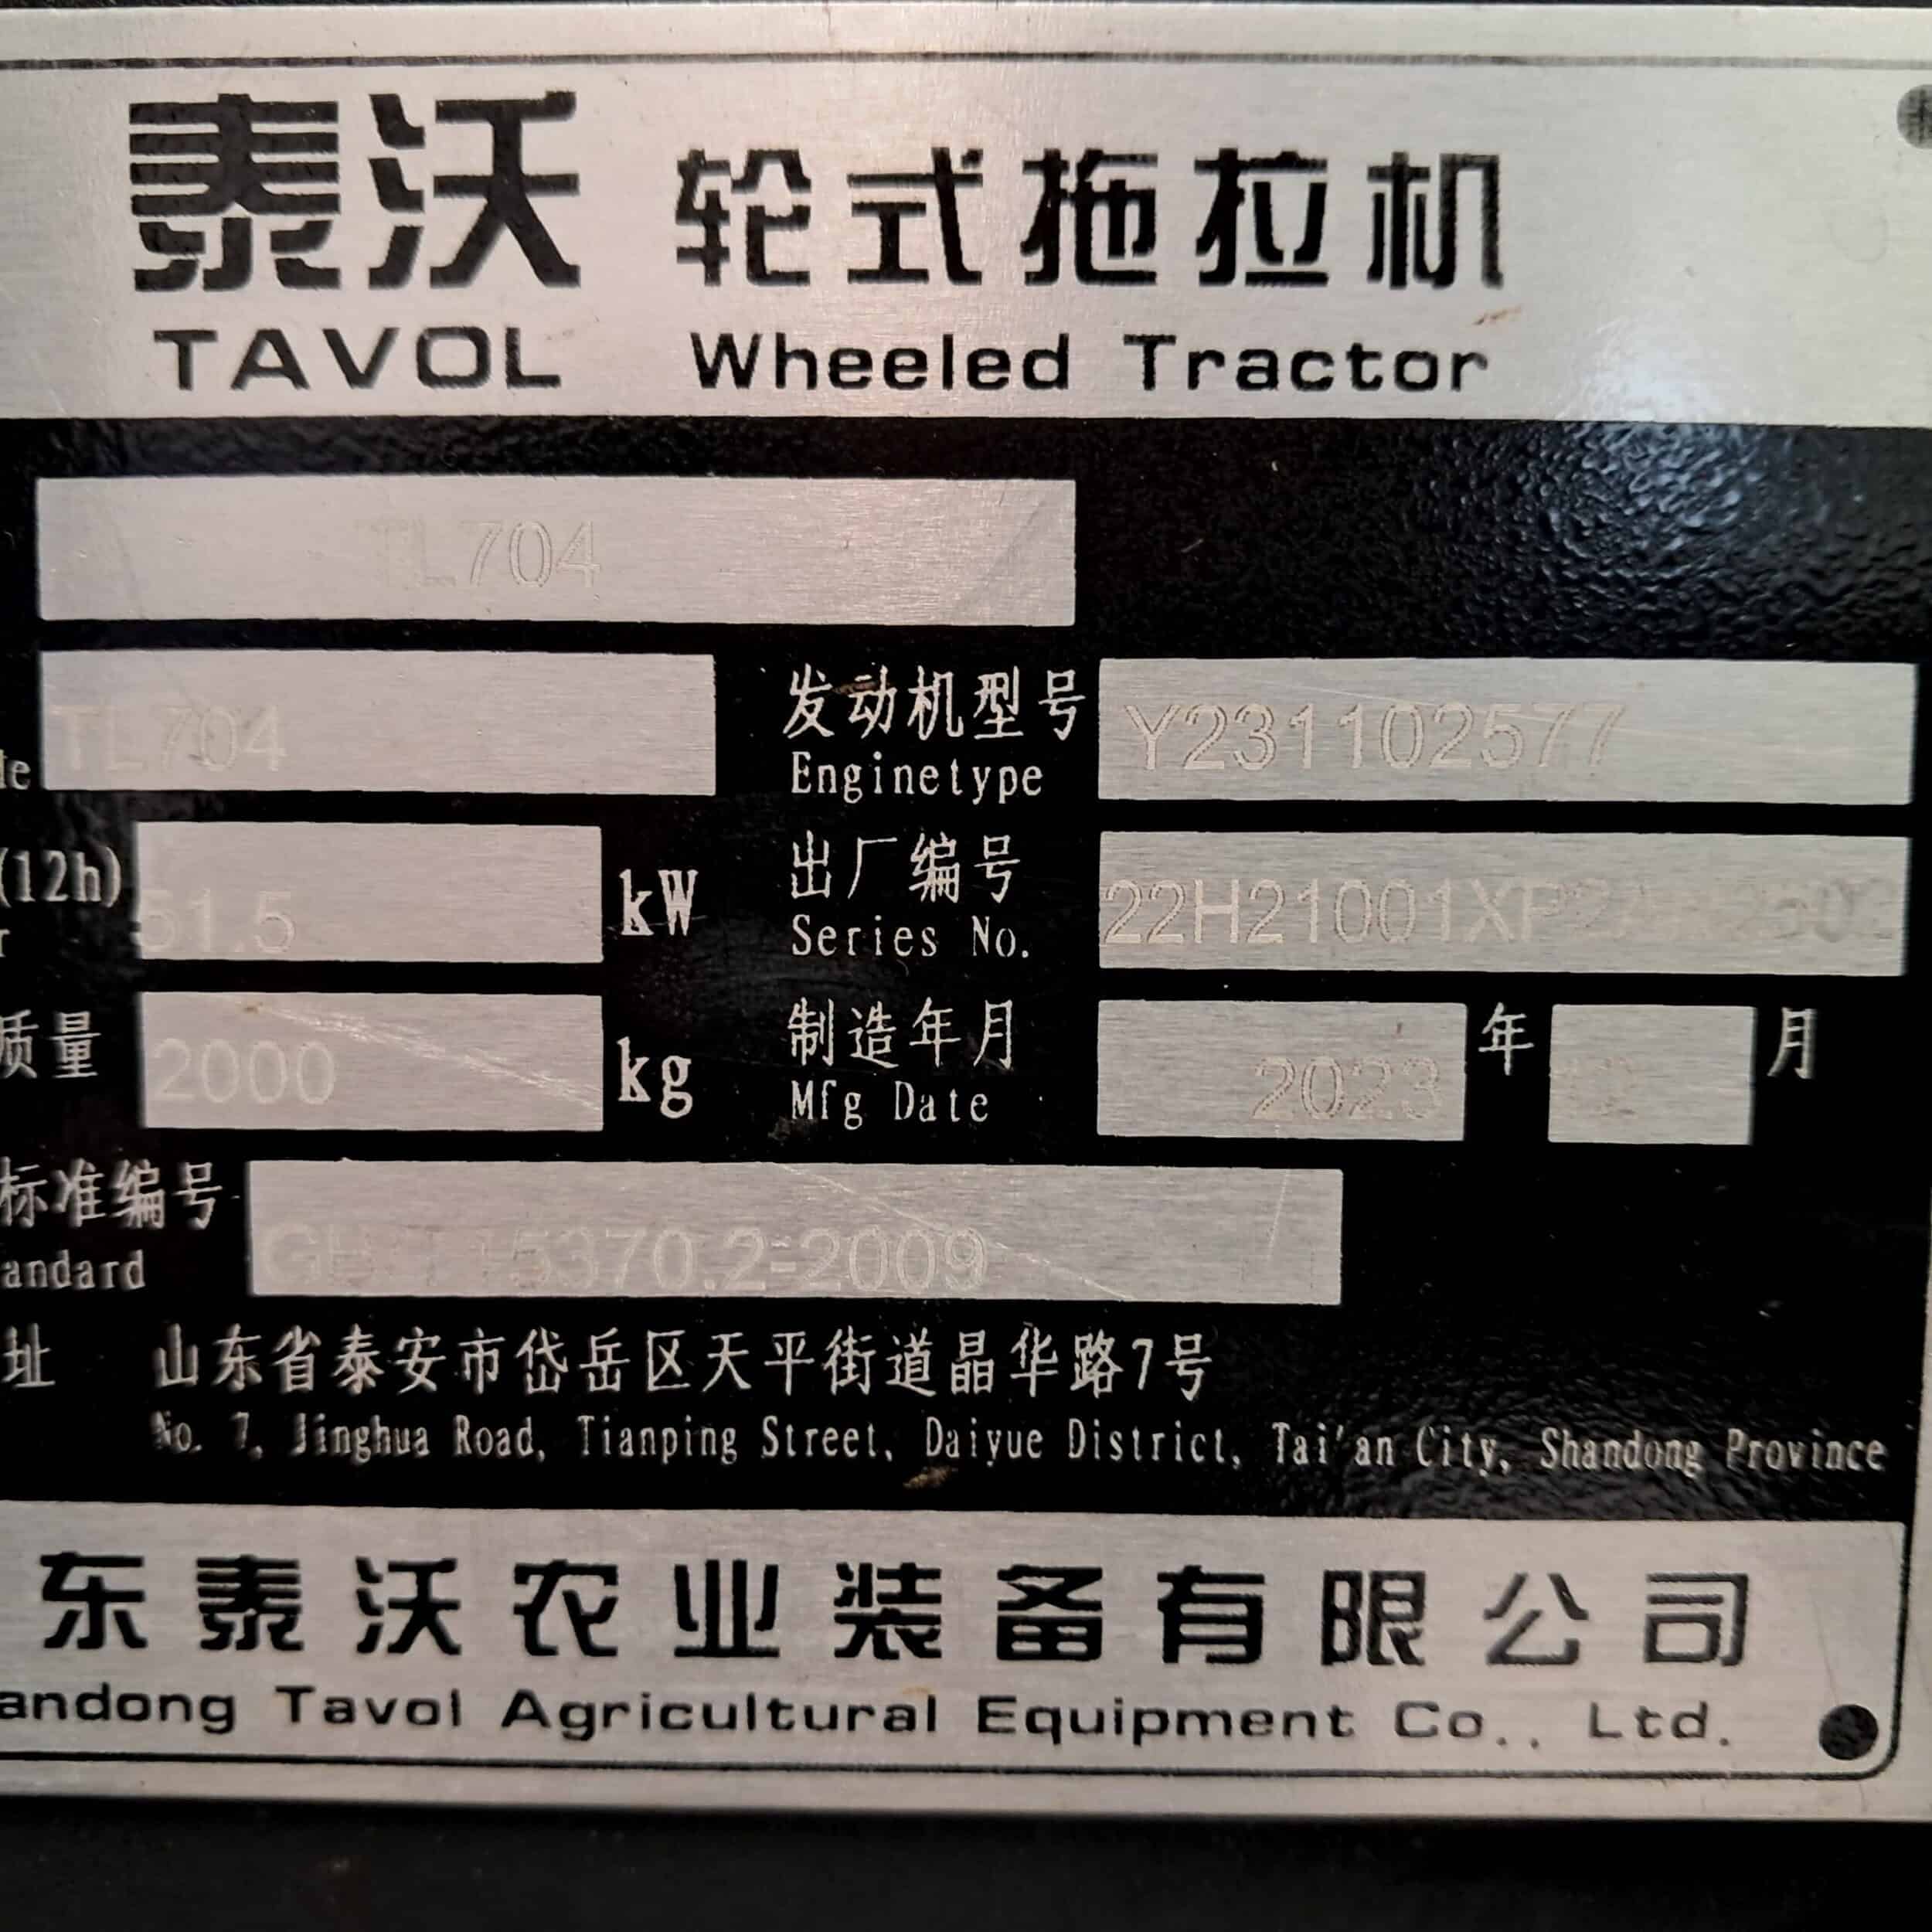 泰沃 轮式拖拉机
TAVOL Wheeled Tractor
TL704
TL704 发动机型号 Y231102577
Enginetype
(12h) 51.5 kW 出厂编号
Series No.
质量 2000 kg 制造年月 2023 年 月
Mfg Date
标准编号 5370.2-2009
andard
址 山东省泰安市岱岳区天平街道晶华路7号
No. 7, Jinghua Road, Tianping Street, Daiyue District, Tai'an City, Shandong Province
东泰沃农业装备有限公司
andong Tavol Agricultural Equipment Co., Ltd.